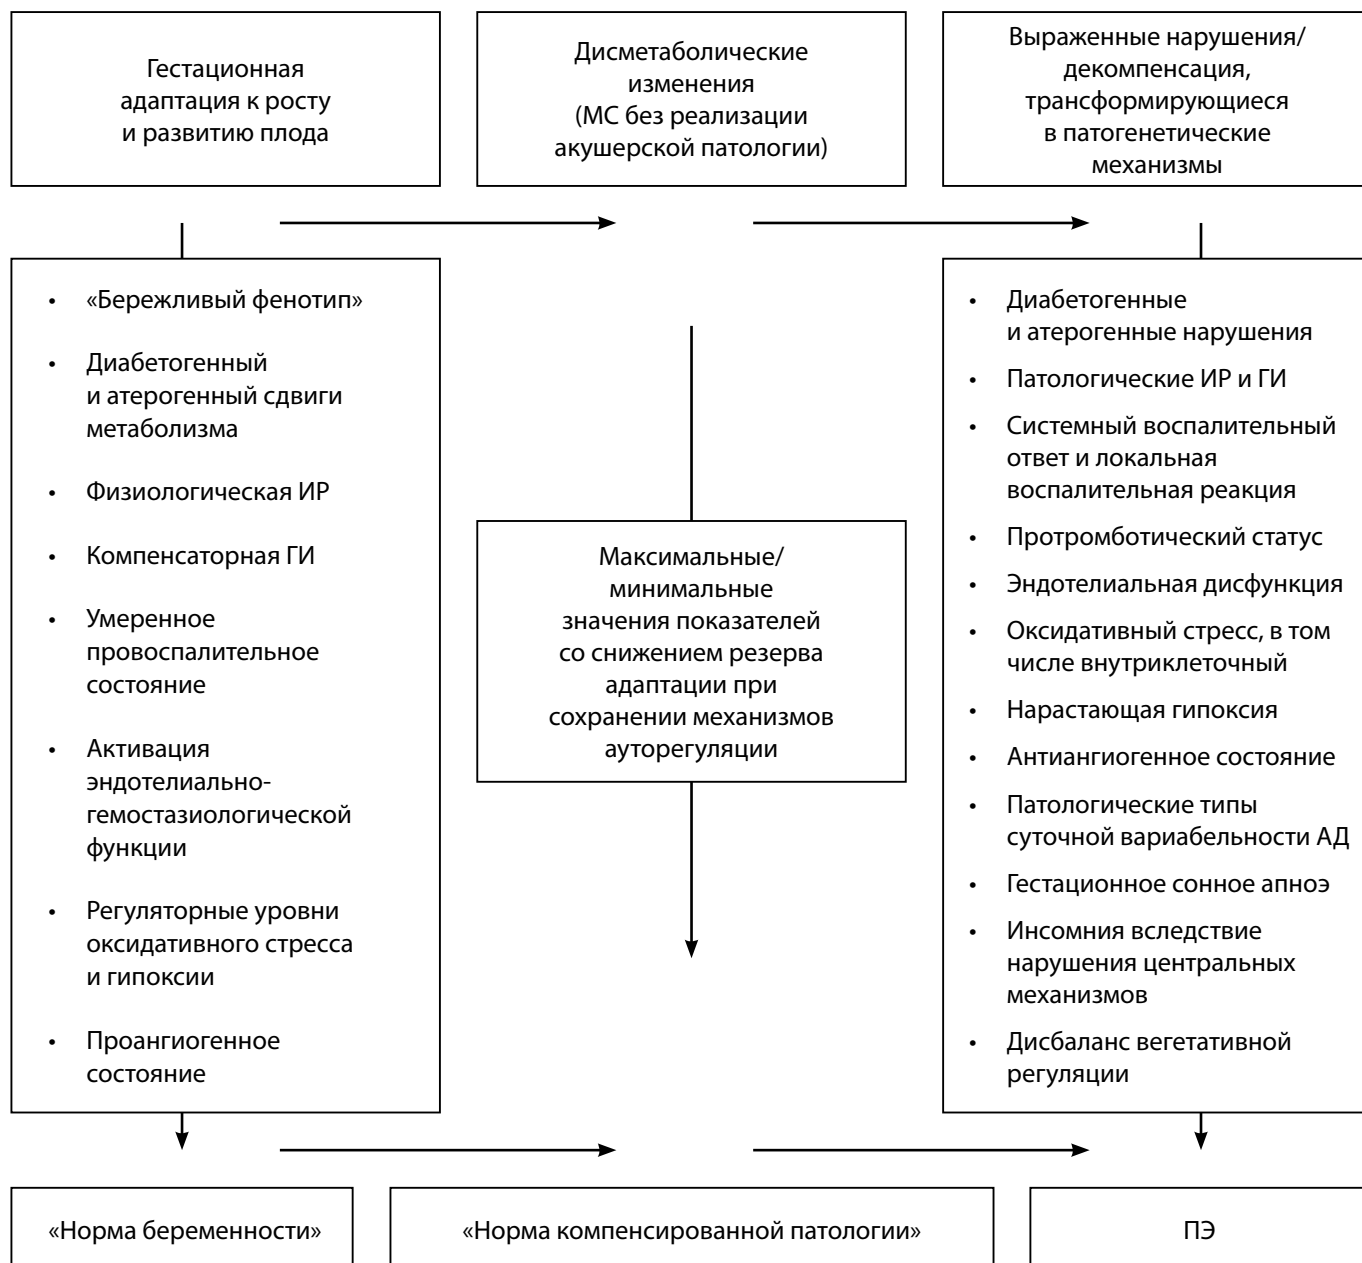 Гестационная
адаптация к росту
и развитию плода
Дисметаболические
изменения
(МС без реализации
акушерской патологии)
Выраженные нарушения/
декомпенсация,
трансформирующиеся
в патогенетические
механизмы
• «Бережливый фенотип»
• Диабетогенный
и атерогенный сдвиги
метаболизма
• Физиологическая ИР
• Компенсаторная ГИ
• Умеренное
провоспалительное
состояние
• Активация
эндотелиально-
гемостазиологической
функции
• Регуляторные уровни
оксидативного стресса
и гипоксии
• Проангиогенное
состояние
Максимальные/
минимальные
значения показателей
со снижением резерва
адаптации при
сохранении механизмов
ауторегуляции
• Диабетогенные
и атерогенные нарушения
• Патологические ИР и ГИ
• Системный воспалительный
ответ и локальная
воспалительная реакция
• Протромботический статус
• Эндотелиальная дисфункция
• Оксидативный стресс, в том
числе внутриклеточный
• Нарастающая гипоксия
• Антиангиогенное состояние
• Патологические типы
суточной вариабельности АД
• Гестационное сонное апноэ
• Инсомния вследствие
нарушения центральных
механизмов
• Дисбаланс вегетативной
регуляции
«Норма беременности»
«Норма компенсированной патологии»
ПЭ